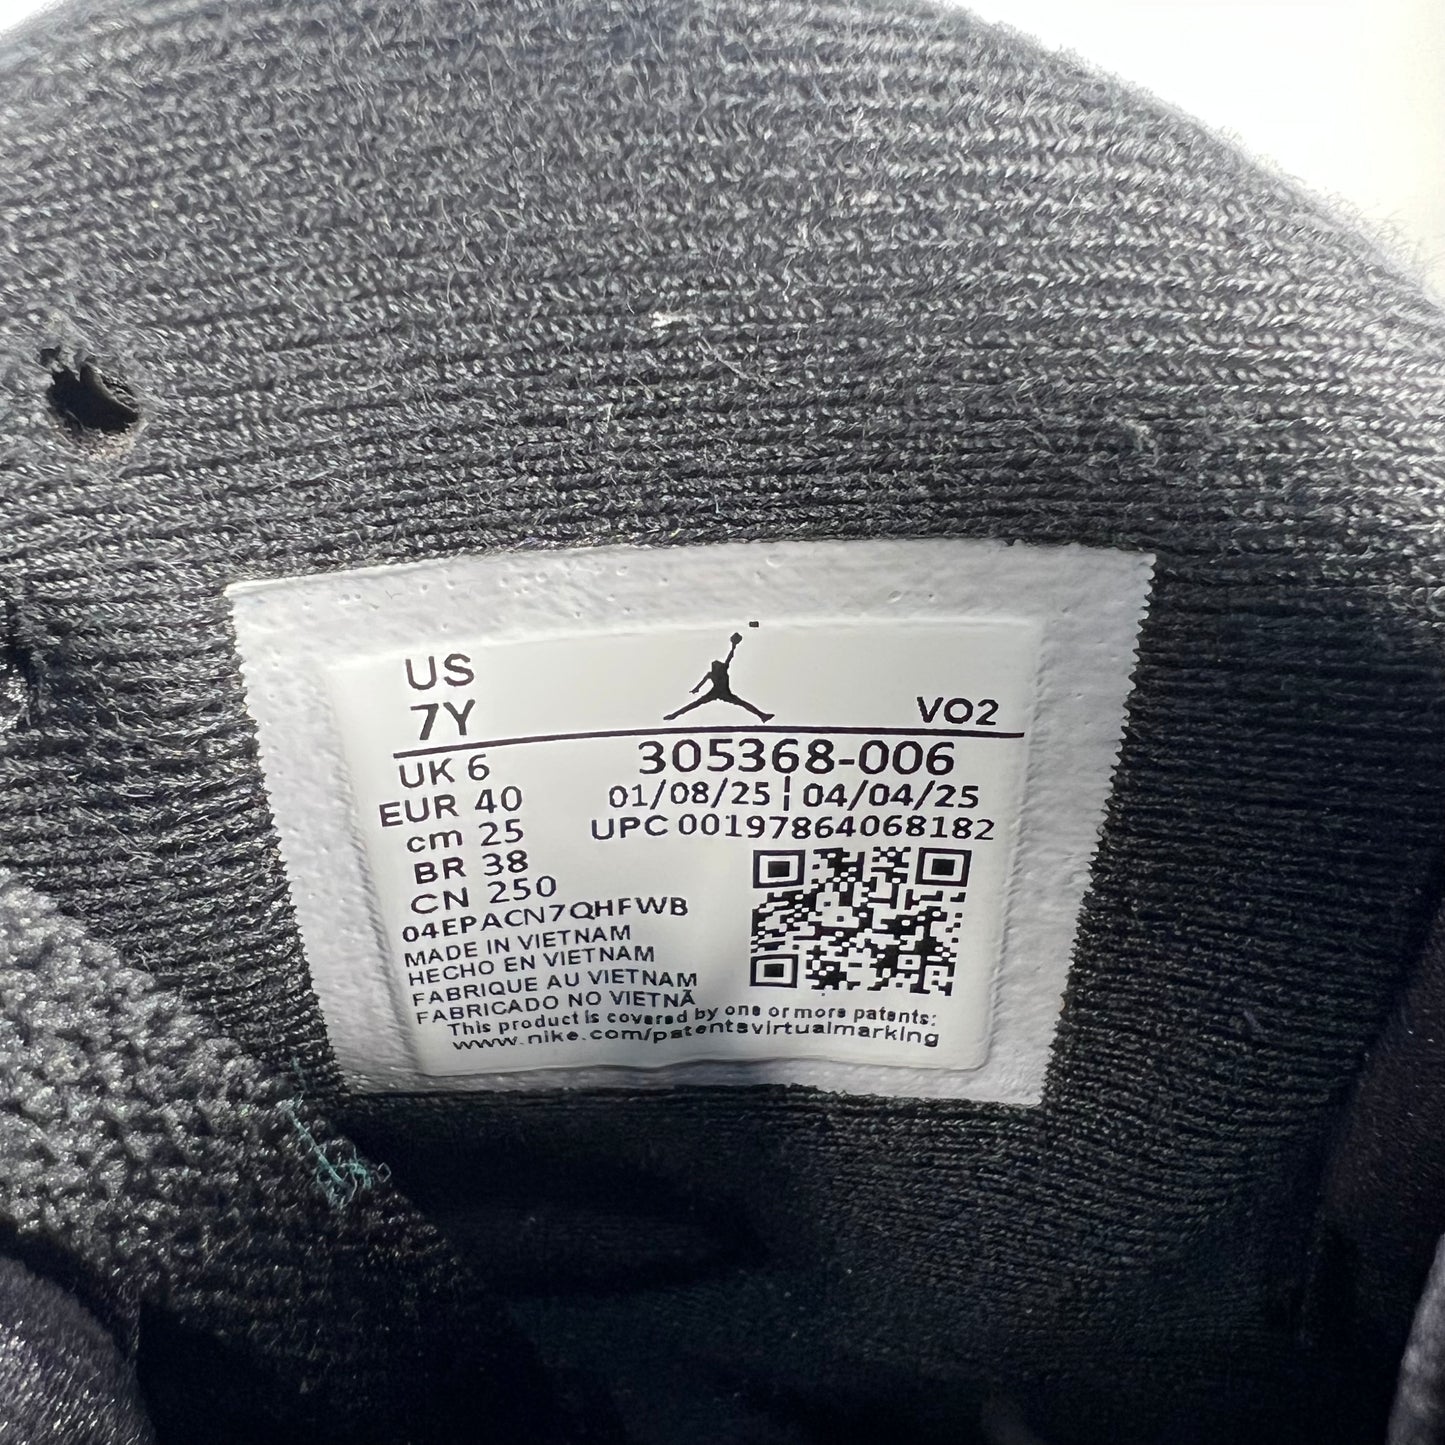 US
7Y
VO2
UK 6
305368-006
EUR 40
01/08/25 ¦ 04/04/25
cm 25
UPC 00197864068182
BR 38
CN 250
04EPACN7QHFWB
MADE IN VIETNAM
HECHO EN VIETNAM
FABRIQUE AU VIETNAM
FABRICADO NO VIETNÃ
This product is covered by one or more patents:
www.nike.com/patentsvirtualmarking